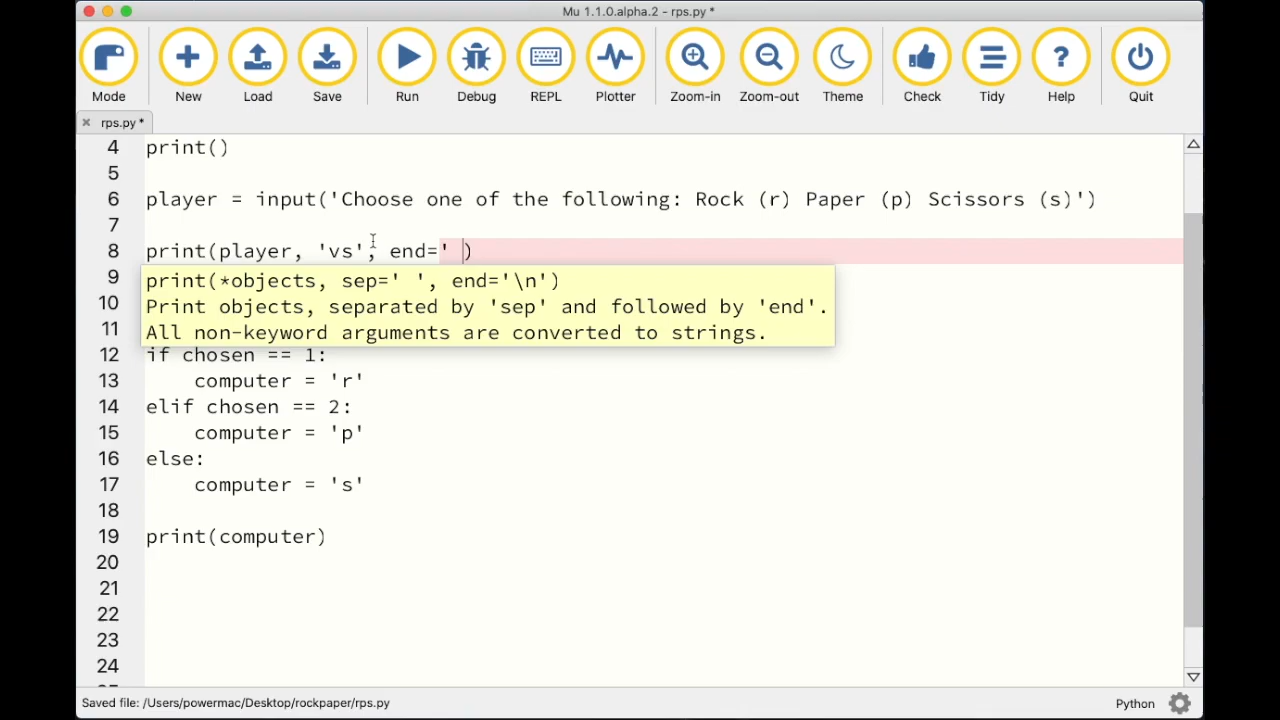 Mu 1.1.0.alpha.2 - rps.py *
Mode New Load Save Run Debug REPL Plotter Zoom-in Zoom-out Theme Check Tidy Help Quit
rps.py *
4 print()
5
6 player = input('Choose one of the following: Rock (r) Paper (p) Scissors (s)')
7
8 print(player, 'vs', end=' )
9 print(*objects, sep=' ', end='\n')
10 Print objects, separated by 'sep' and followed by 'end'.
11 All non-keyword arguments are converted to strings.
12 if chosen == 1:
13 computer = 'r'
14 elif chosen == 2:
15 computer = 'p'
16 else:
17 computer = 's'
18
19 print(computer)
20
21
22
23
24
Saved file: /Users/powermac/Desktop/rockpaper/rps.py Python